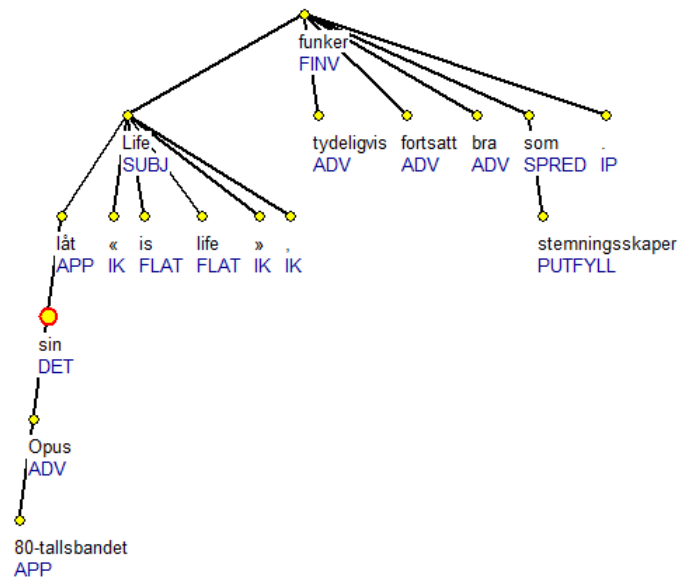 funker
FINV
Life
SUBJ
tydeligvis fortsatt bra som .
ADV ADV ADV SPRED IP
låt « is life » ,
APP IK FLAT FLAT IK IK
stemningsskaper
PUTFYLL
sin
DET
Opus
ADV
80-tallsbandet
APP